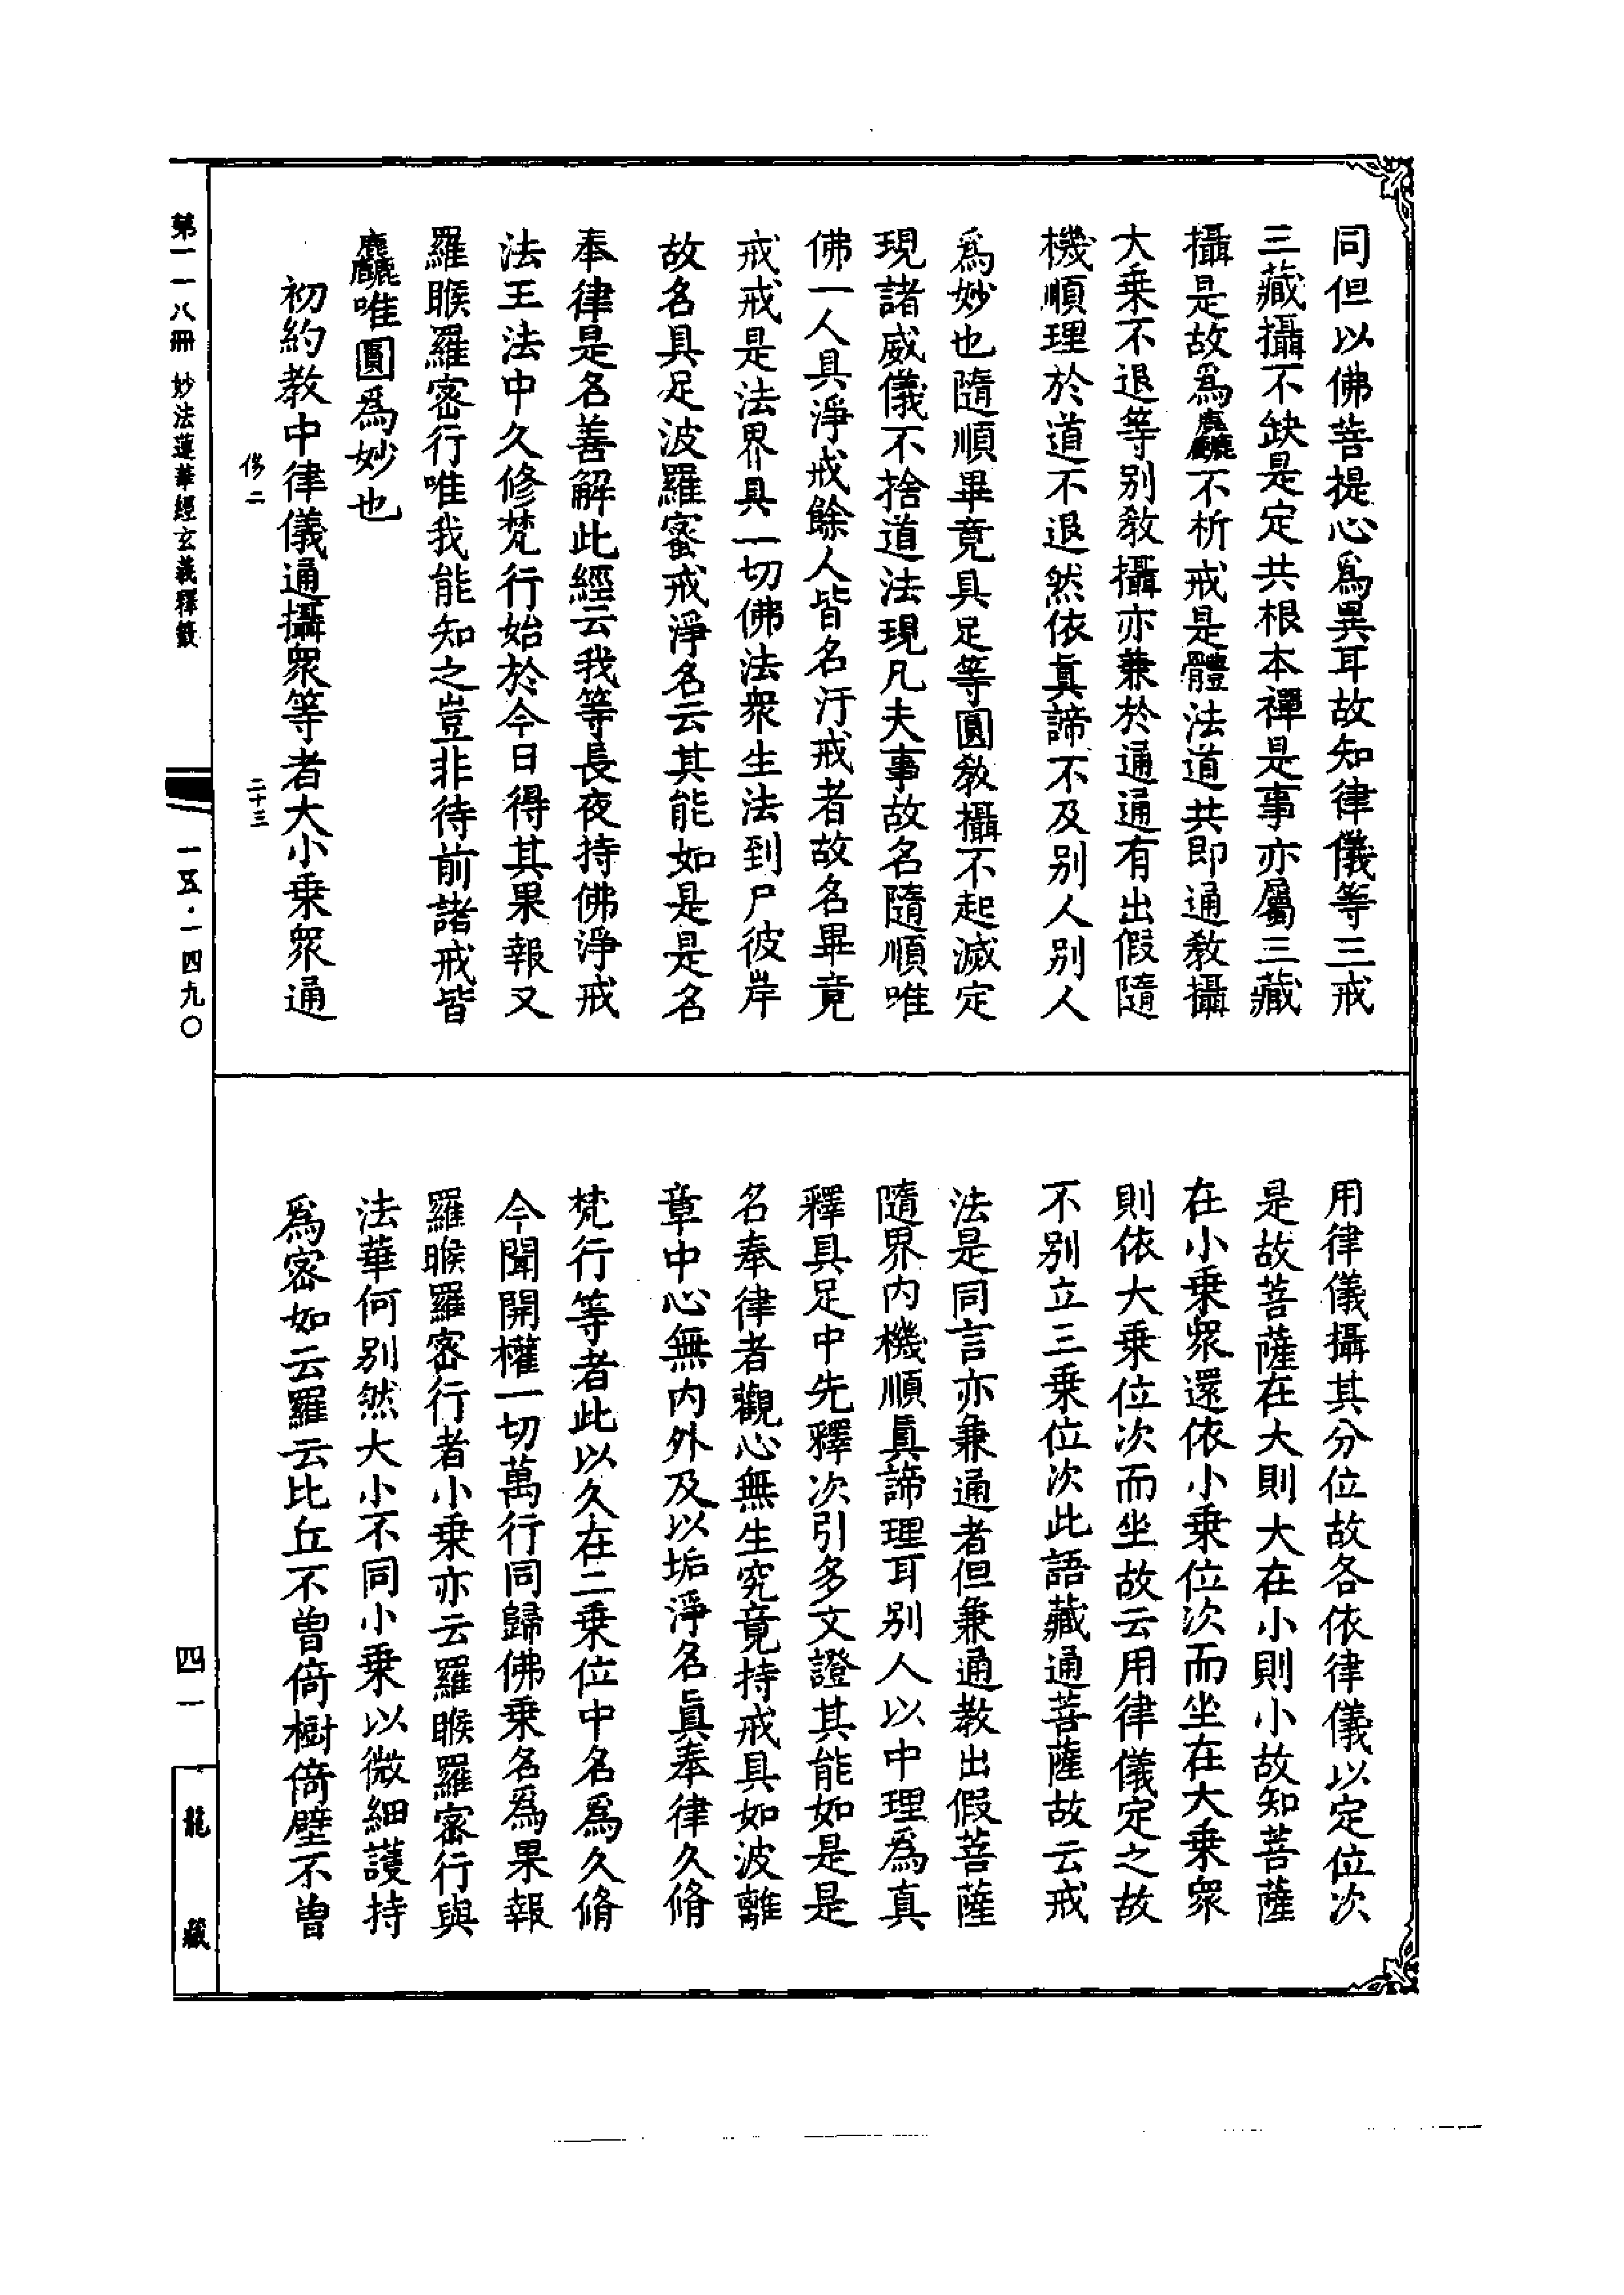 同但以佛菩提心爲異耳故知律儀等三戒
三藏攝不缺是定共根本禪是事亦屬三藏
攝是故爲麤不析戒是體法道共即通教攝
大乘不退等别教攝亦兼於通通有出假隨
機順理於道不退然依真諦不及别人别人
爲妙也隨順畢竟具足等圓教攝不起滅定
現諸威儀不捨道法現凡夫事故名隨順唯
佛一人具淨戒餘人皆名汙戒者故名畢竟
戒戒是法界具一切佛法衆生法到尸彼岸
故名具足波羅蜜戒淨名云其能如是是名
奉律是名善解此經云我等長夜持佛淨戒
法王法中久修梵行始於今日得其果報又
羅睺羅密行唯我能知之豈非待前諸戒皆
麤唯圓爲妙也
初約教中律儀通攝衆等者大小乘衆通
用律儀攝其分位故各依律儀以定位次
是故菩薩在大則大在小則小故知菩薩
在小乘衆還依小乘位次而坐在大乘衆
則依大乘位次而坐故云用律儀定之故
不别立三乘位次此語藏通菩薩故云戒
法是同言亦兼通者但兼通教出假菩薩
隨界内機順真諦理耳别人以中理爲真
釋具足中先釋次引多文證其能如是是
名奉律者觀心無生究竟持戒具如波離
章中心無内外及以垢淨名真奉律久脩
梵行等者此以久在二乘位中名爲久脩
今聞開權一切萬行同歸佛乘名爲果報
羅睺羅密行者小乘亦云羅睺羅密行與
法華何别然大小不同小乘以微細護持
爲密如云羅云比丘不曾倚樹倚壁不曾
第一一八冊 妙法蓮華經玄義釋籤
一五·一四九〇
四一
龍藏
二十三